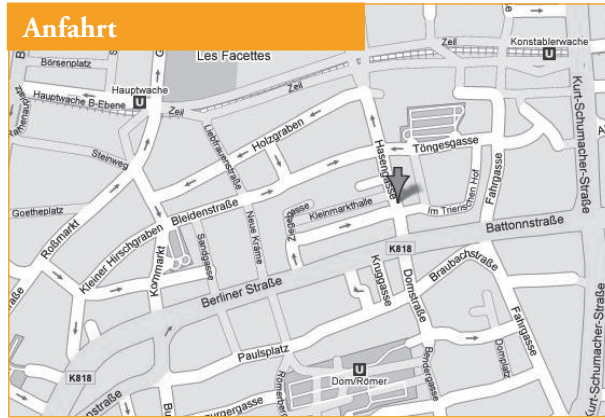 Anfahrt
Les Facettes
Zeil
Konstablerwache
U
Börsenplatz
Hauptwache
U
Zeil
Hauptwache B-Ebene
Zeil
Kurt-Schumacher-Straße
Steinweg
Liebfrauenstraße
Holzgraben
Hasengasse
Töngesgasse
Im Trierischen Hof
Fahrgasse
Goetheplatz
Roßmarkt
Kleiner Hirschgraben
Bleidenstraße
Sandgasse
Neue Kräme
Ziegelgasse
Kleinmarkthalle
Battonnstraße
K818
Kornmarkt
Berliner Straße
Kruggasse
Domstraße
Braubachstraße
Fahrgasse
Kurt-Schumacher-Straße
Paulsplatz
K818
U
Dom/Römer
Bendergasse
Domplatz